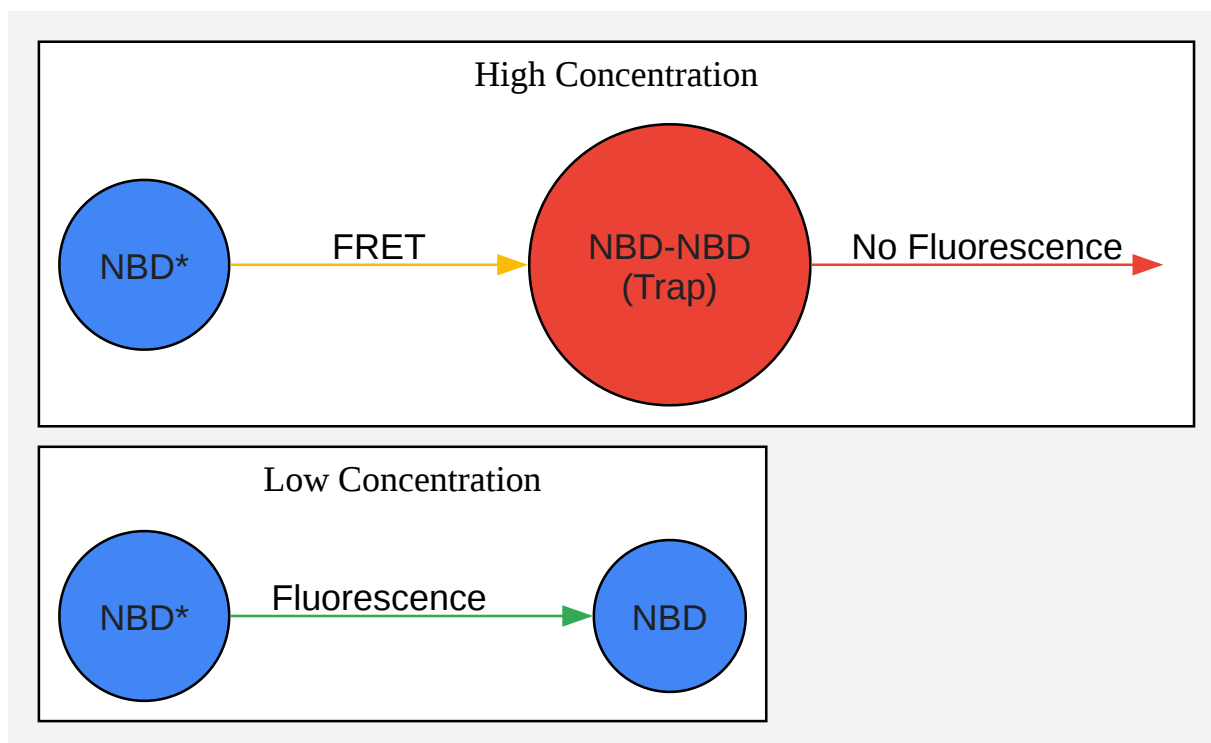 High Concentration
NBD*
FRET
NBD-NBD
(Trap)
No Fluorescence
Low Concentration
NBD*
Fluorescence
NBD